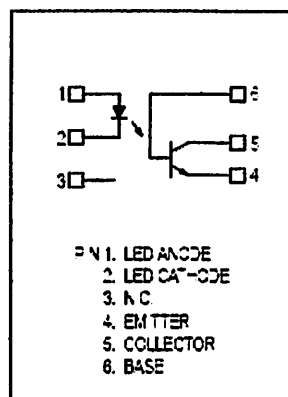 1 6
2 5
3 4
PIN 1. LED ANODE
2. LED CATHODE
3. N.C.
4. EMITTER
5. COLLECTOR
6. BASE